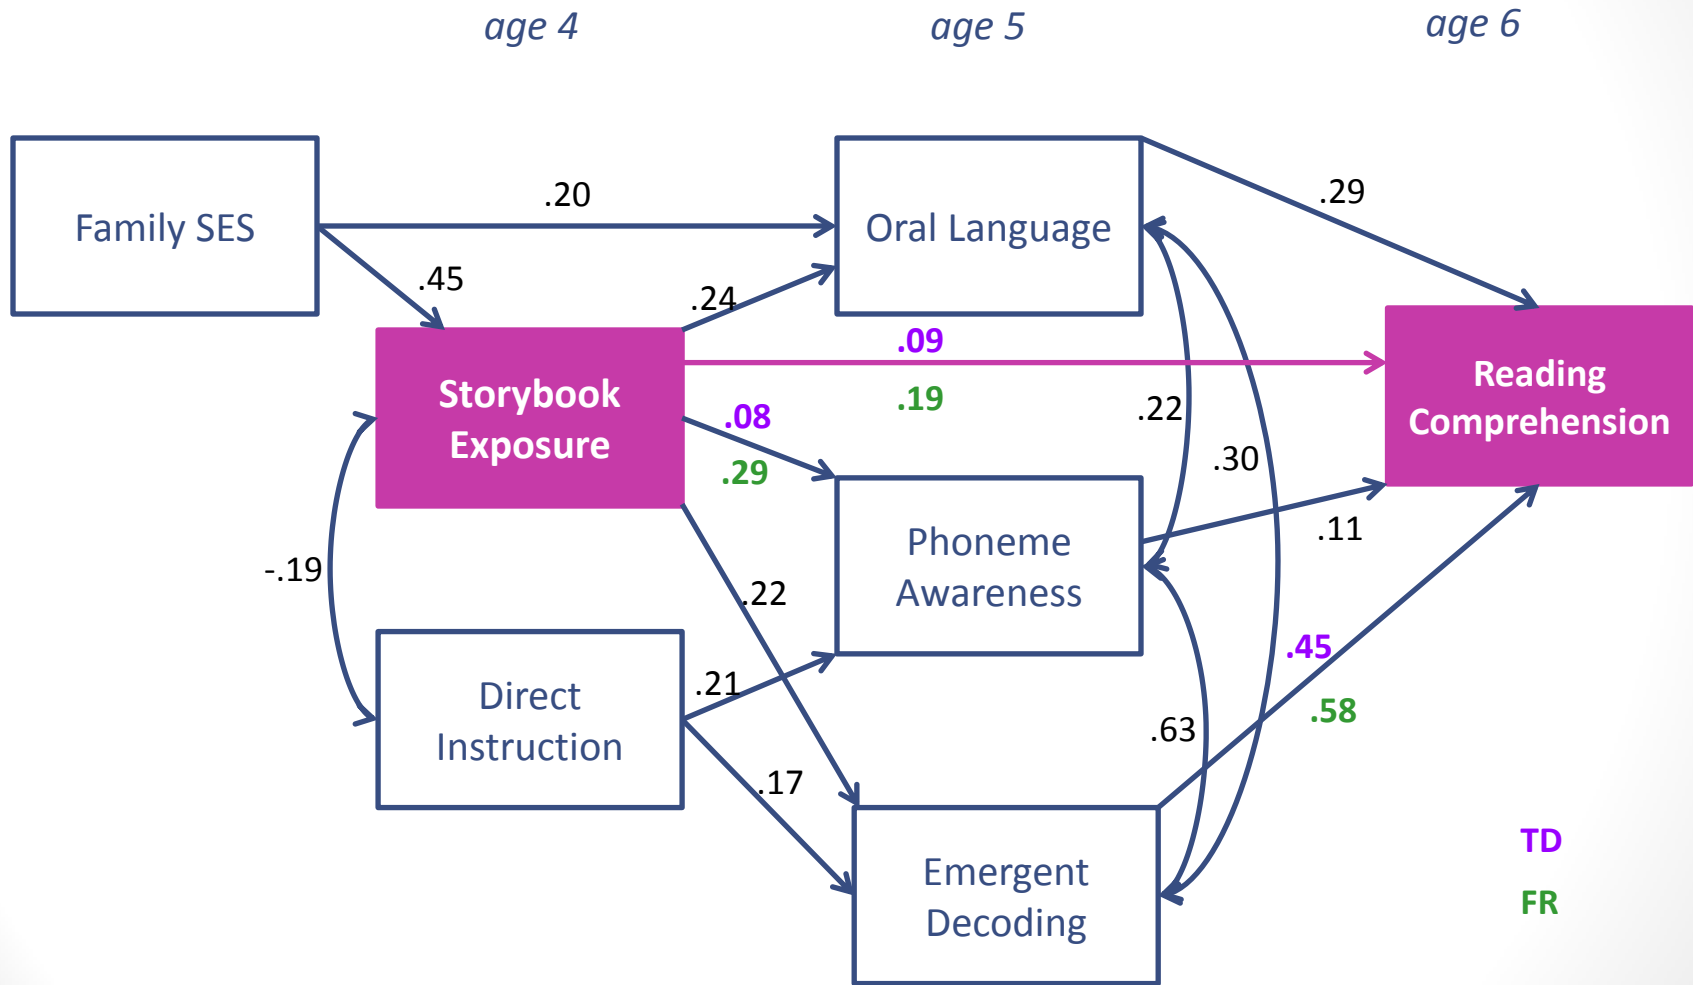 age 4
age 5
age 6
Family SES
.20
Oral Language
.29
.45
.24
.09
.19
Storybook
Exposure
Reading
Comprehension
.08
.29
.22
.30
Phoneme
Awareness
.11
-.19
.22
Direct
Instruction
.21
.17
.63
.45
.58
Emergent
Decoding
TD
FR